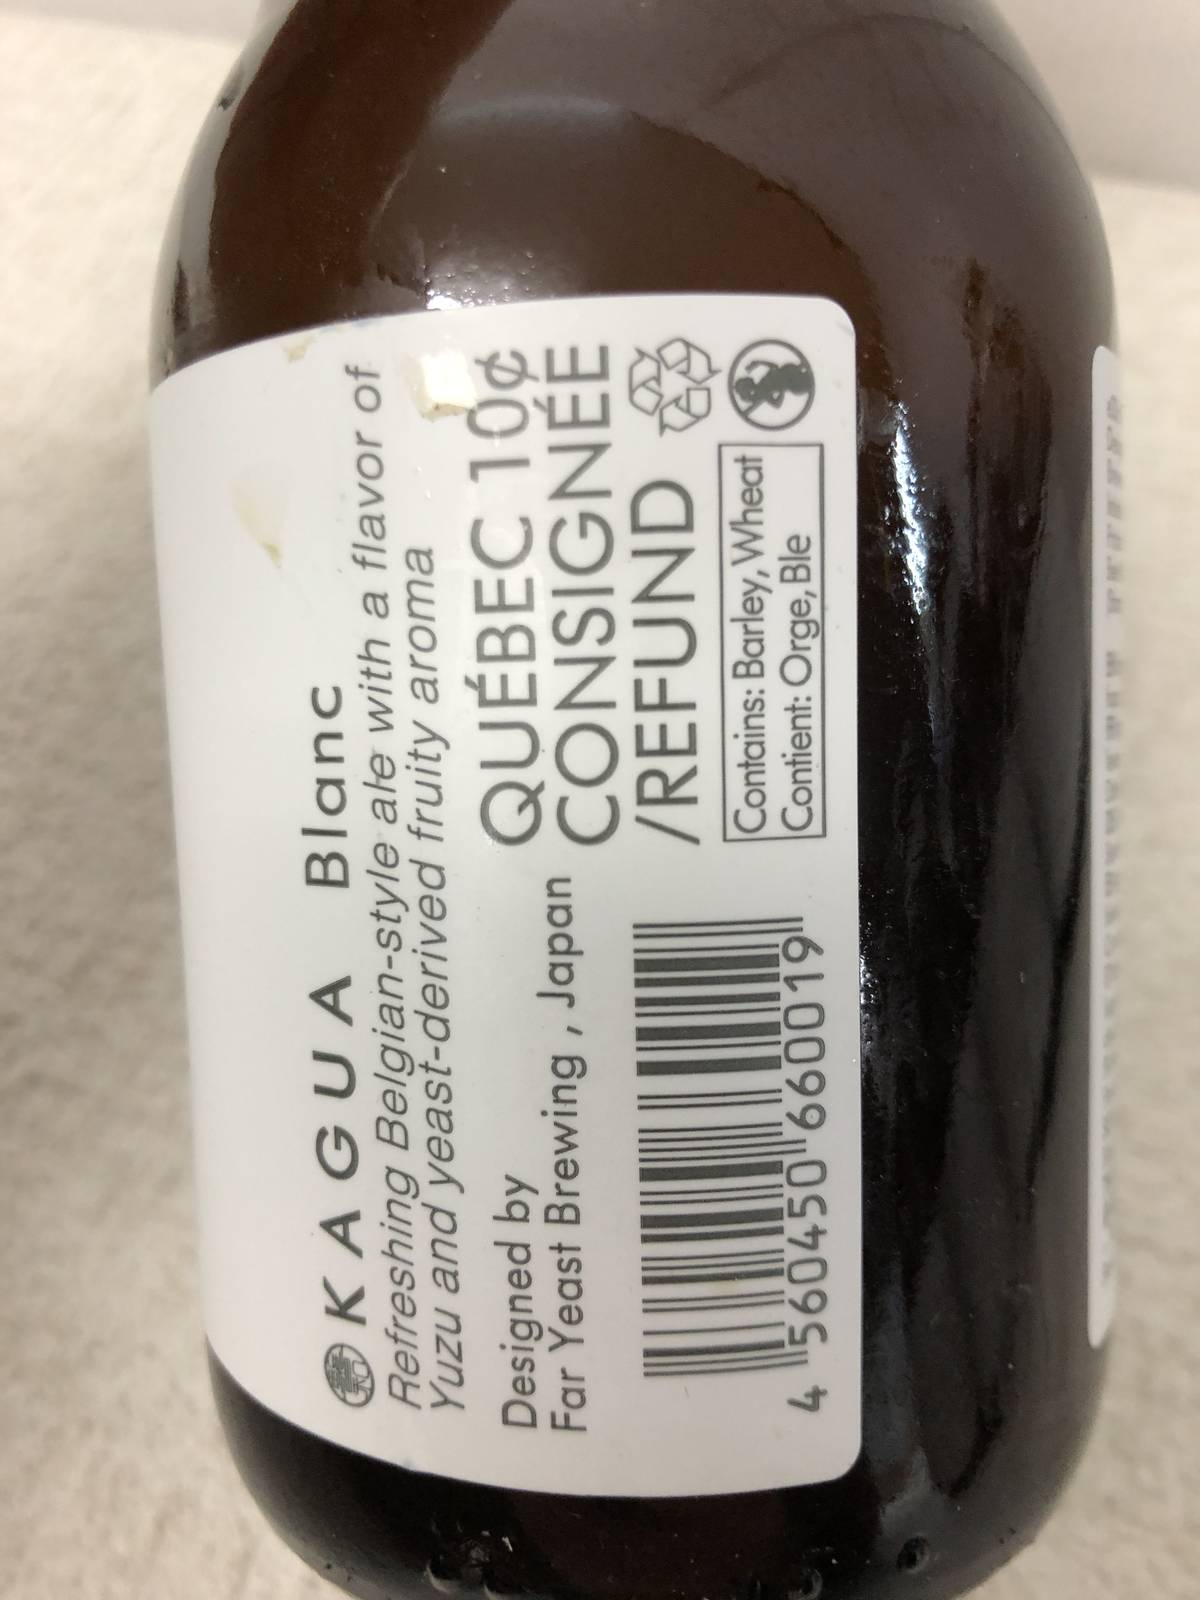 KAGUA Blanc
Refreshing Belgian-style ale with a flavor of
Yuzu and yeast-derived fruity aroma
Designed by
Far Yeast Brewing , Japan
QUÉBEC 10¢
CONSIGNÉE
/REFUND
Contains: Barley, Wheat
Contient: Orge, Ble
4 560450 660019